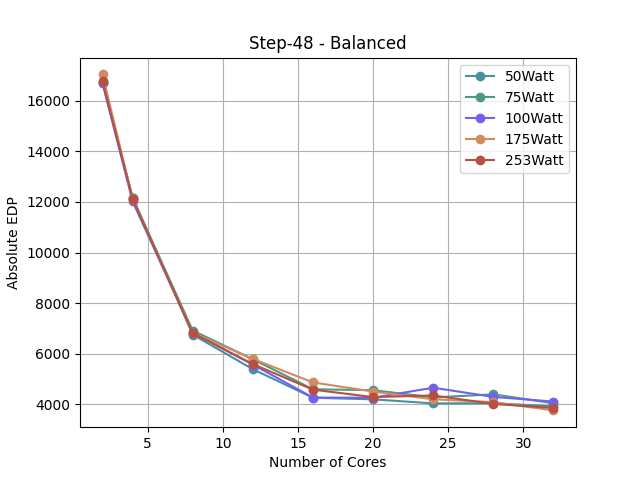 Step-48 - Balanced
50Watt
75Watt
100Watt
175Watt
253Watt
Absolute EDP
16000
14000
12000
10000
8000
6000
4000
5
10
15
20
25
30
Number of Cores